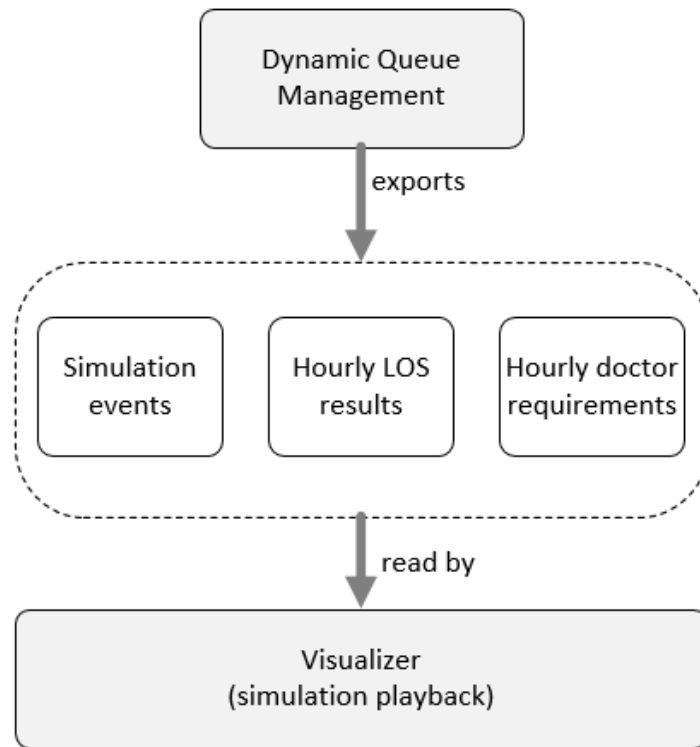 Dynamic Queue
Management
exports
Simulation
events
Hourly LOS
results
Hourly doctor
requirements
read by
Visualizer
(simulation playback)